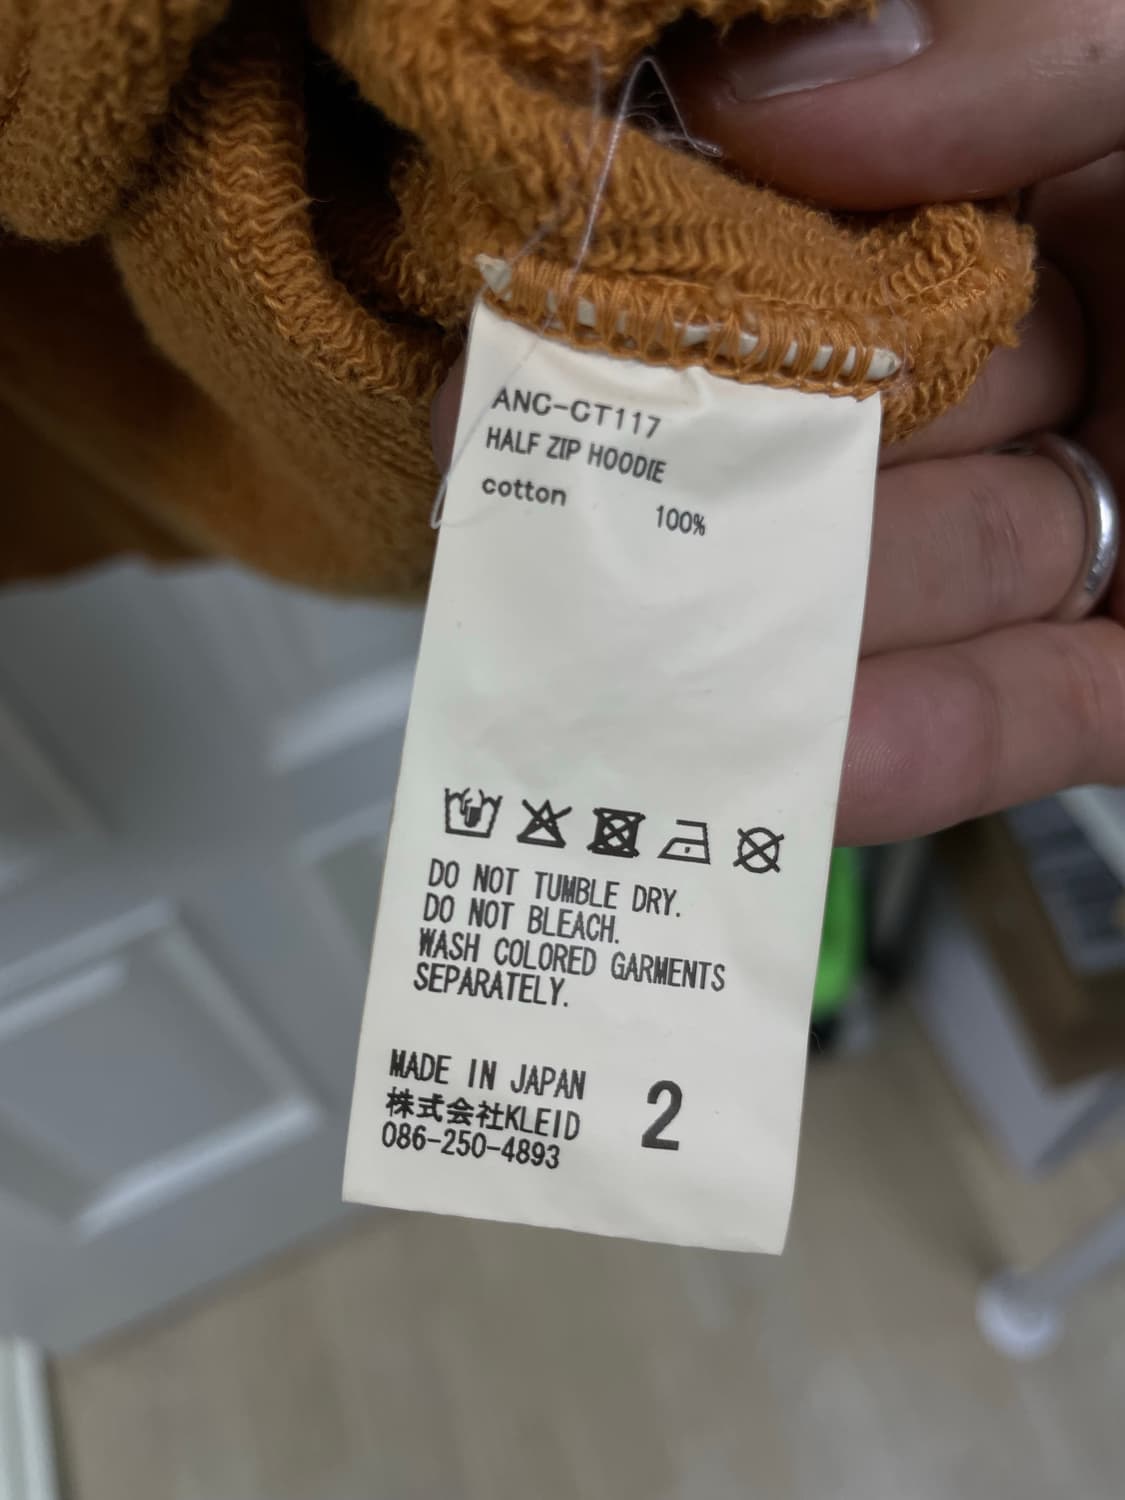 ANC-CT117
HALF ZIP HOODIE
cotton 100%
DO NOT TUMBLE DRY.
DO NOT BLEACH.
WASH COLORED GARMENTS
SEPARATELY.
MADE IN JAPAN
株式会社KLEID
086-250-4893
2